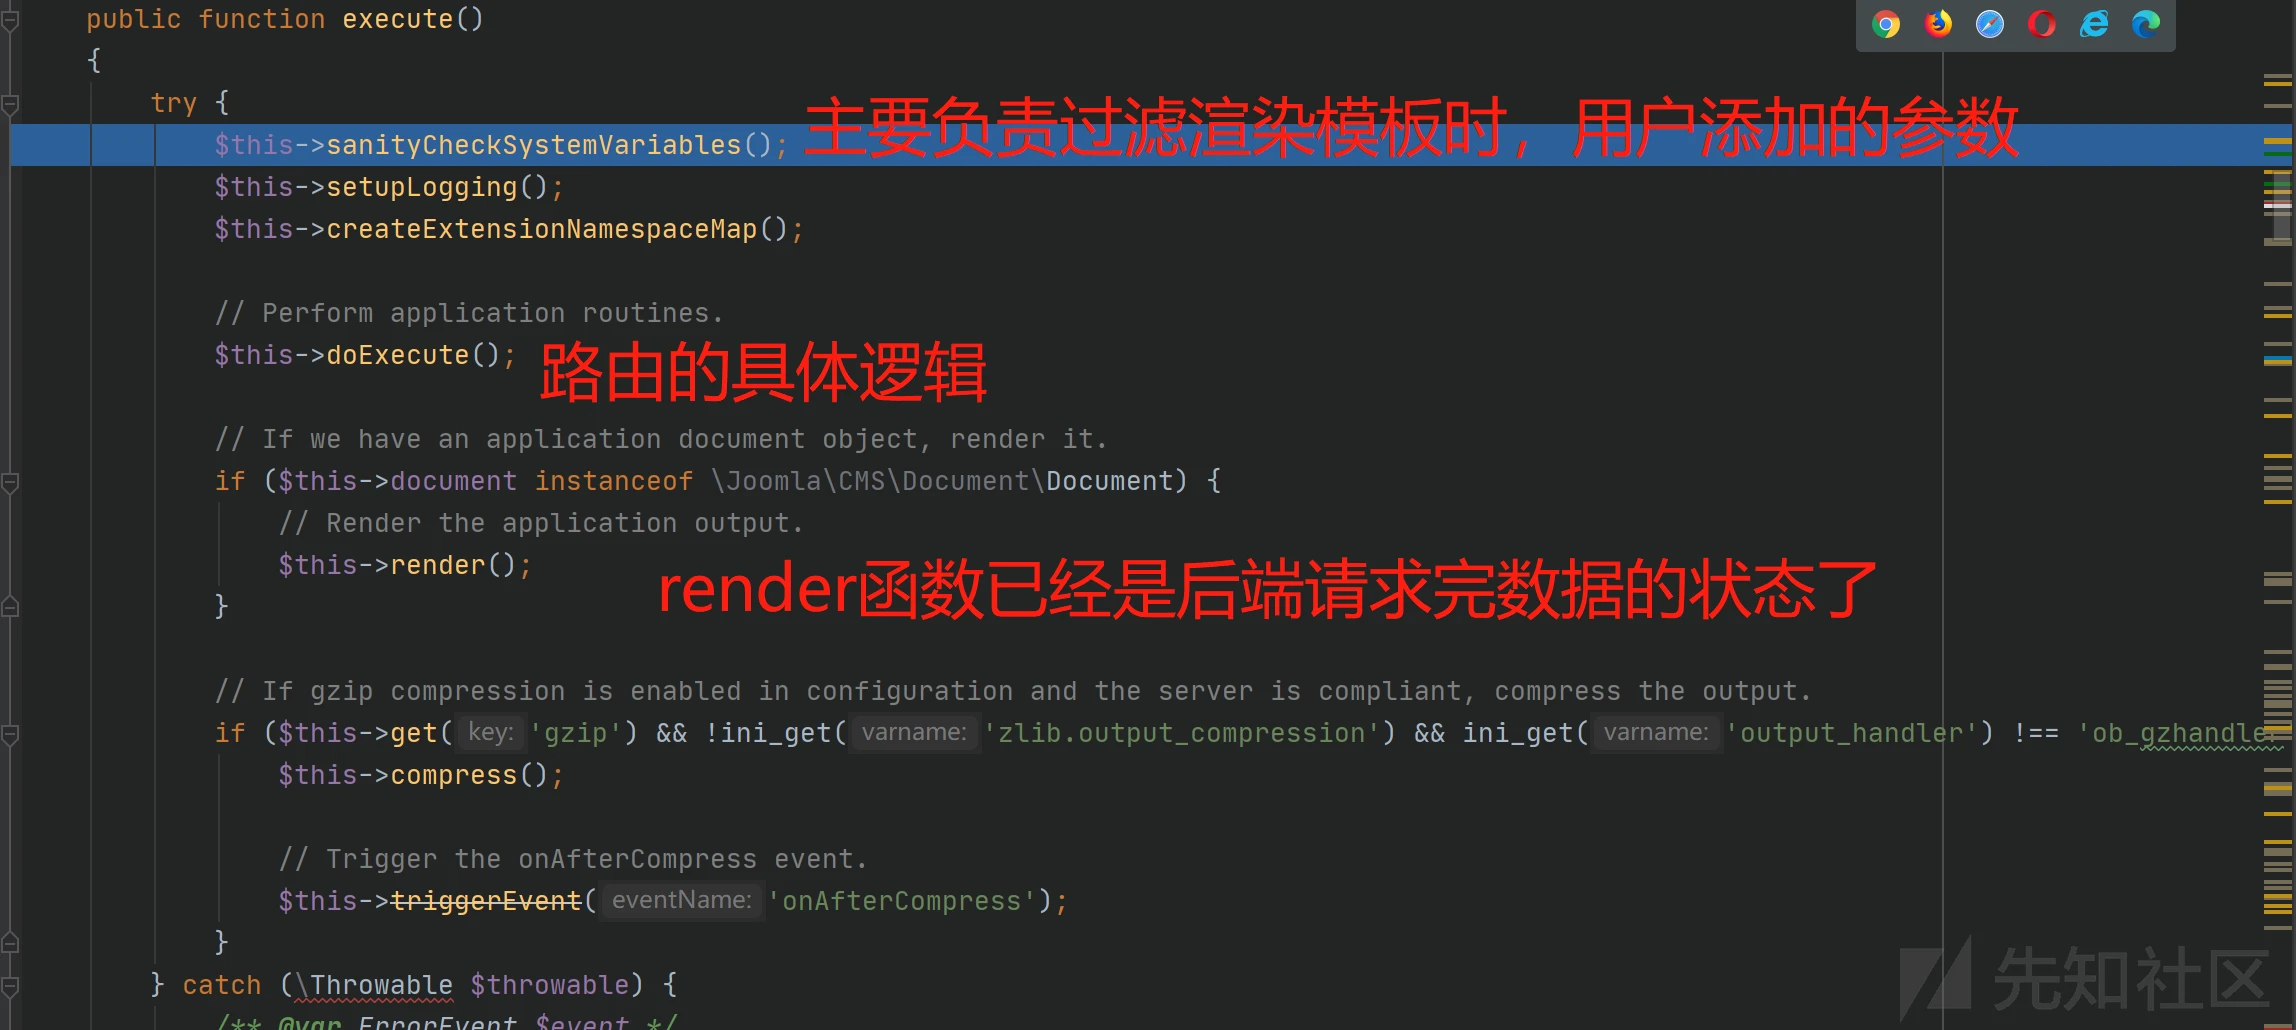 public function execute()
{
try {
$this->sanityCheckSystemVariables(); 主要负责过滤渲染模板时，用户添加的参数
$this->setupLogging();
$this->createExtensionNamespaceMap();
// Perform application routines.
$this->doExecute(); 路由的具体逻辑
// If we have an application document object, render it.
if ($this->document instanceof \Joomla\CMS\Document\Document) {
// Render the application output.
$this->render();
render函数已经是后端请求完数据的状态了
}
// If gzip compression is enabled in configuration and the server is compliant, compress the output.
if ($this->get( key: 'gzip') && !ini_get( varname: 'zlib.output_compression') && ini_get( varname: 'output_handler') !== 'ob_gzhandler
$this->compress();
// Trigger the onAfterCompress event.
$this->triggerEvent( eventName: 'onAfterCompress');
}
} catch (\Throwable $throwable) {
/** @var ErrorEvent $event */
先知社区